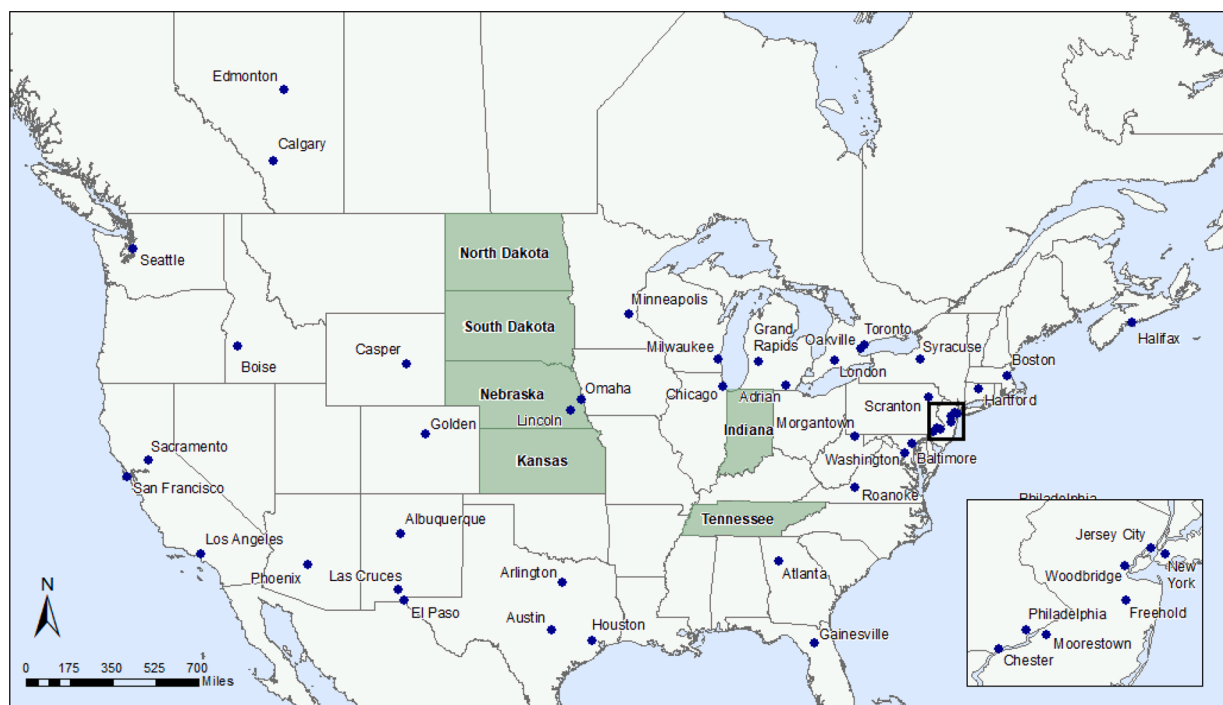 Edmonton
Calgary
Seattle
North Dakota
Minneapolis
South Dakota
Grand
Rapids
Oakville
Toronto
Halifax
Boise
Casper
Milwaukee
London
Syracuse
Boston
Nebraska
Omaha
Chicago
Adrian
Hartford
Lincoln
Scranton
Golden
Indiana
Morgantown
Sacramento
Kansas
Washington
Baltimore
San Francisco
Roanoke
Philadelphia
Albuquerque
Tennessee
Los Angeles
Phoenix
Las Cruces
Arlington
Atlanta
El Paso
Austin
Houston
Gainesville
Jersey City
Woodbridge
New
York
Freehold
Philadelphia
Moorestown
Chester
N
0 175 350 525 700
Miles